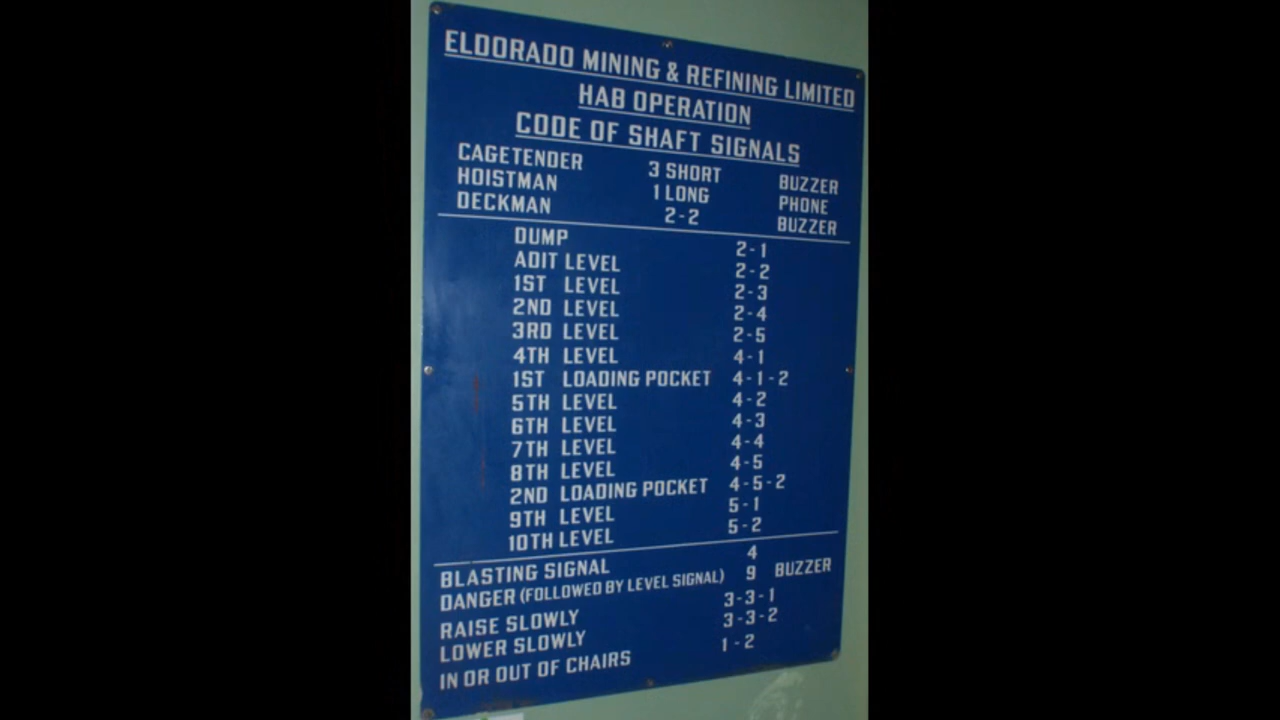 ELDORADO MINING & REFINING LIMITED
HAB OPERATION
CODE OF SHAFT SIGNALS
CAGETENDER 3 SHORT BUZZER
HOISTMAN 1 LONG PHONE
DECKMAN 2-2 BUZZER
DUMP 2-1
ADIT LEVEL 2-2
1ST LEVEL 2-3
2ND LEVEL 2-4
3RD LEVEL 2-5
4TH LEVEL 4-1
1ST LOADING POCKET 4-1-2
5TH LEVEL 4-2
6TH LEVEL 4-3
7TH LEVEL 4-4
8TH LEVEL 4-5
2ND LOADING POCKET 4-5-2
9TH LEVEL 5-1
10TH LEVEL 5-2
BLASTING SIGNAL 4
DANGER (FOLLOWED BY LEVEL SIGNAL) 9 BUZZER
RAISE SLOWLY 3-3-1
LOWER SLOWLY 3-3-2
IN OR OUT OF CHAIRS 1-2